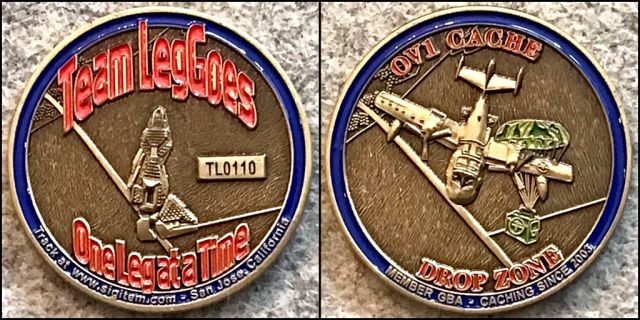 Team LegGoes
TL0110
One Leg at a Time
Track at www.sigitem.com - San Jose, California
OV1 CACHE
DROP ZONE
MEMBER GBA - CACHING SINCE 2003